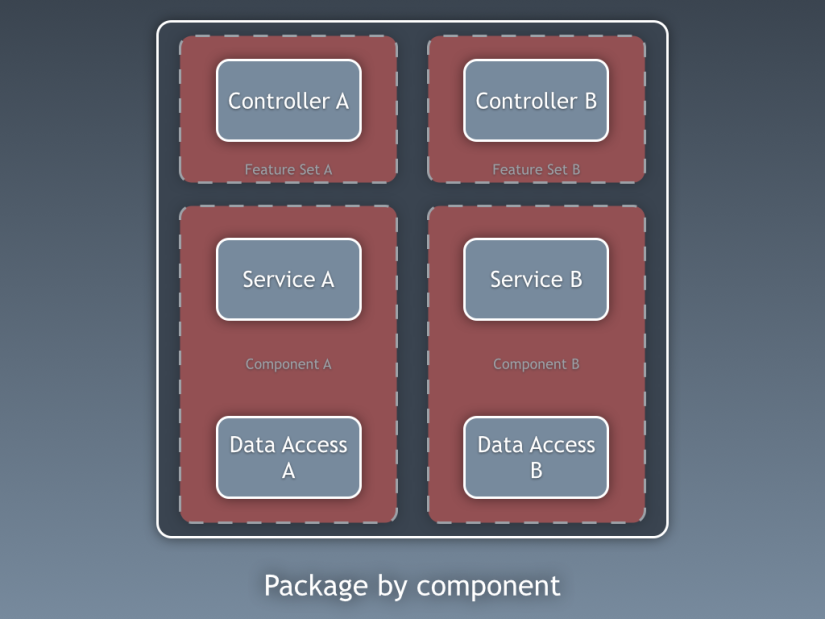 Controller A
Controller B
Feature Set A
Feature Set B
Service A
Service B
Component A
Component B
Data Access
A
Data Access
B
Package by component